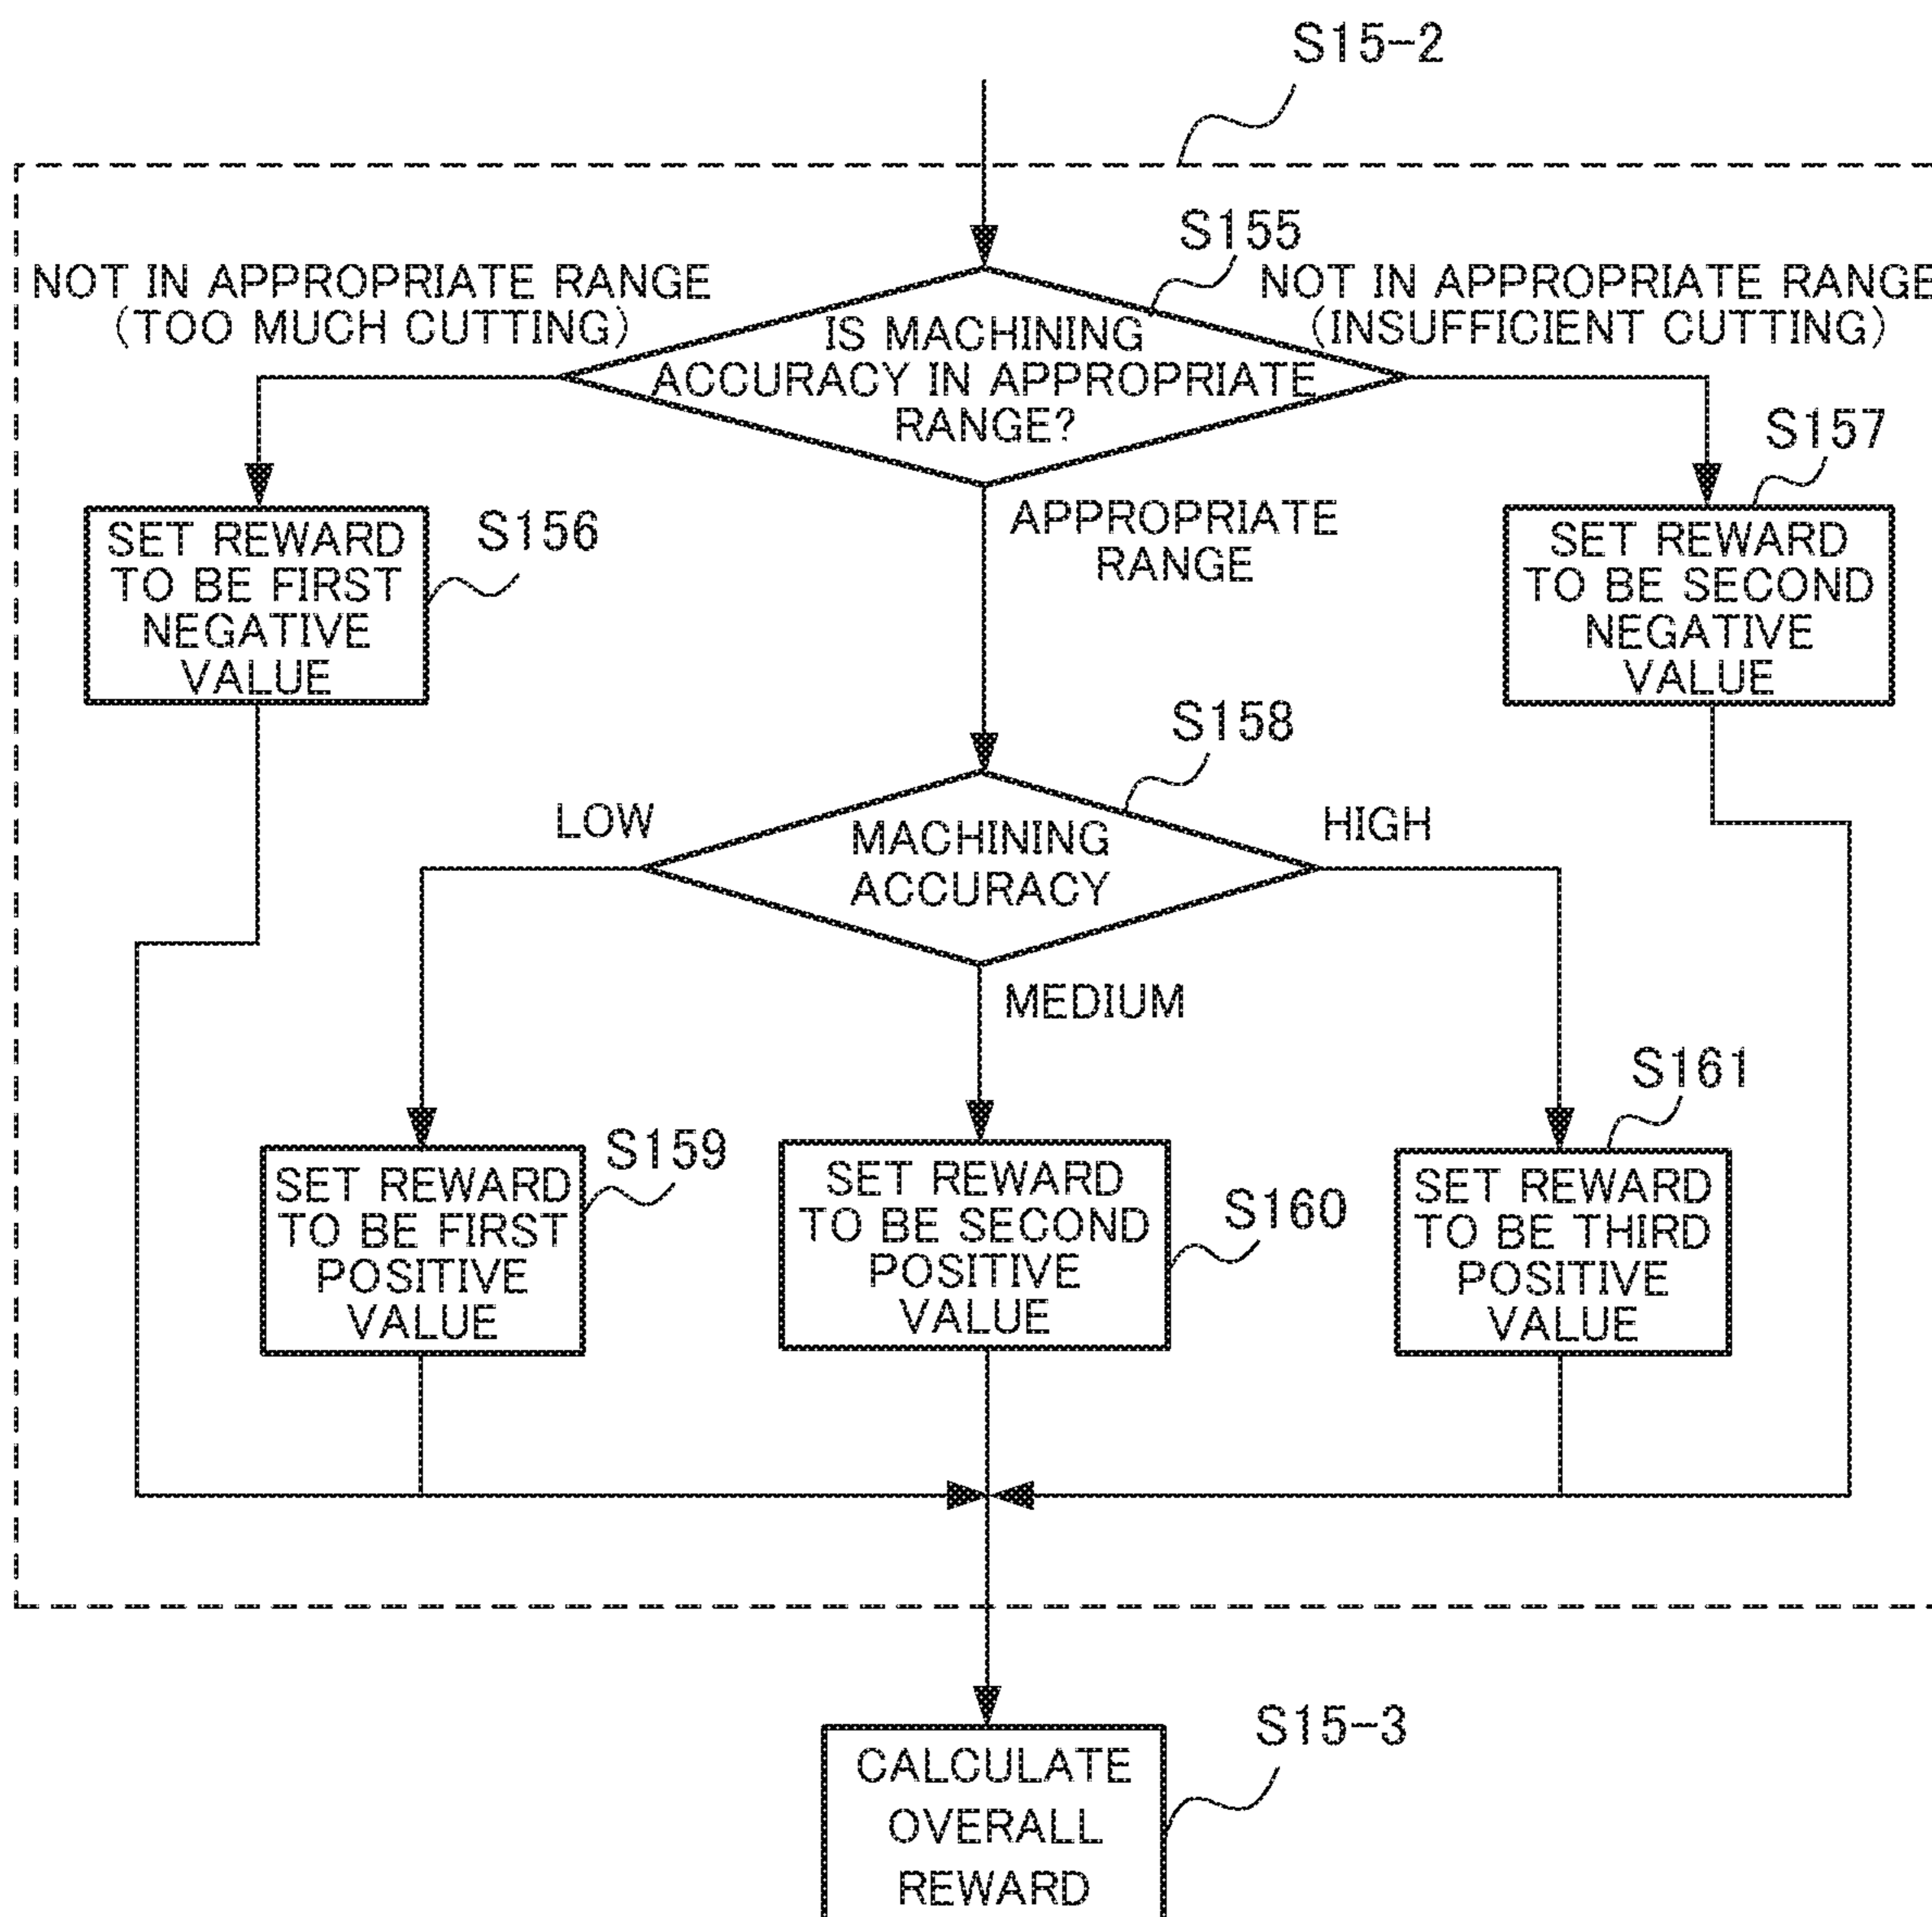 S15-2
S155
NOT IN APPROPRIATE RANGE
(TOO MUCH CUTTING)
NOT IN APPROPRIATE RANGE
(INSUFFICIENT CUTTING)
IS MACHINING
ACCURACY IN APPROPRIATE
RANGE?
S156
SET REWARD
TO BE FIRST
NEGATIVE
VALUE
APPROPRIATE
RANGE
S157
SET REWARD
TO BE SECOND
NEGATIVE
VALUE
S158
LOW
MACHINING
ACCURACY
HIGH
MEDIUM
S159
SET REWARD
TO BE FIRST
POSITIVE
VALUE
SET REWARD
TO BE SECOND
POSITIVE
VALUE
S160
S161
SET REWARD
TO BE THIRD
POSITIVE
VALUE
S15-3
CALCULATE
OVERALL
REWARD